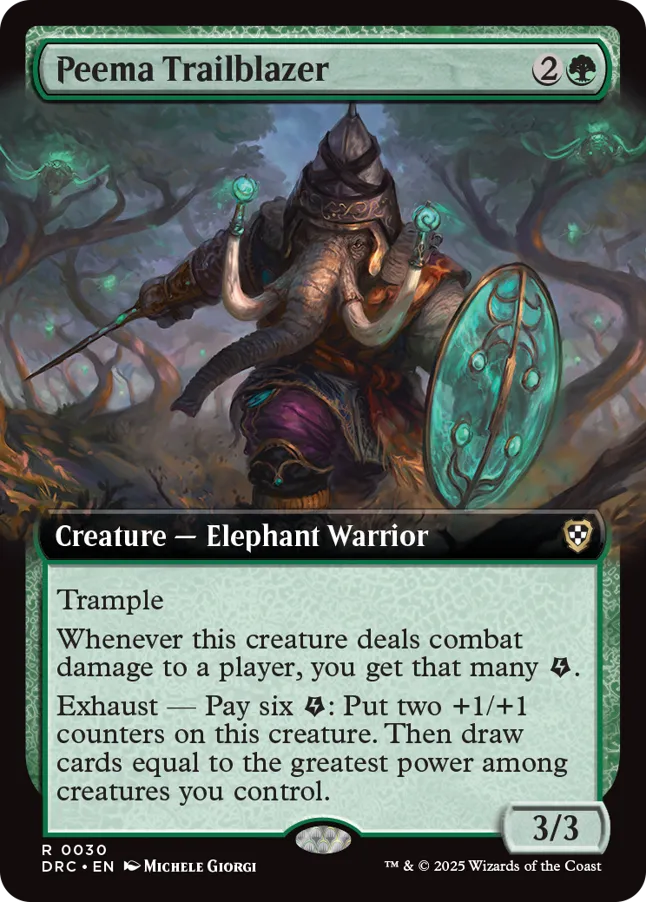 Peema Trailblazer 2
Creature — Elephant Warrior
Trample
Whenever this creature deals combat
damage to a player, you get that many .
Exhaust — Pay six : Put two +1/+1
counters on this creature. Then draw
cards equal to the greatest power among
creatures you control.
3/3
R 0030
DRC • EN Michele Giorgi
™ & © 2025 Wizards of the Coast